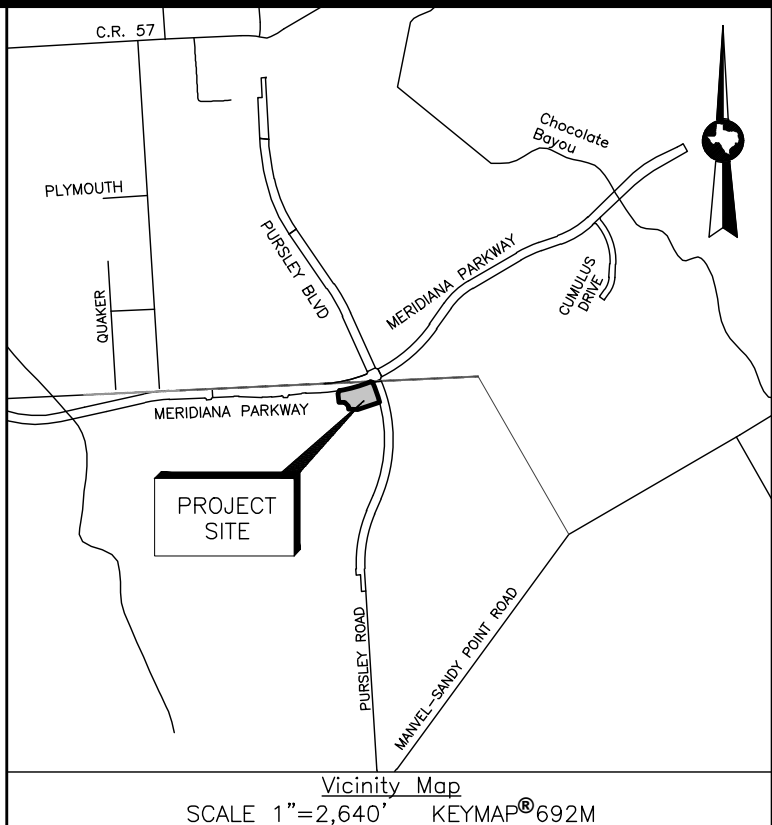 C.R. 57
Chocolate
Bayou
PLYMOUTH
PURSLEY BLVD
MERIDIANA PARKWAY
CUMULUS
DRIVE
QUAKER
MERIDIANA PARKWAY
PROJECT
SITE
PURSLEY ROAD
MANVEL-SANDY POINT ROAD
Vicinity Map
SCALE 1"=2,640' KEYMAP® 692M